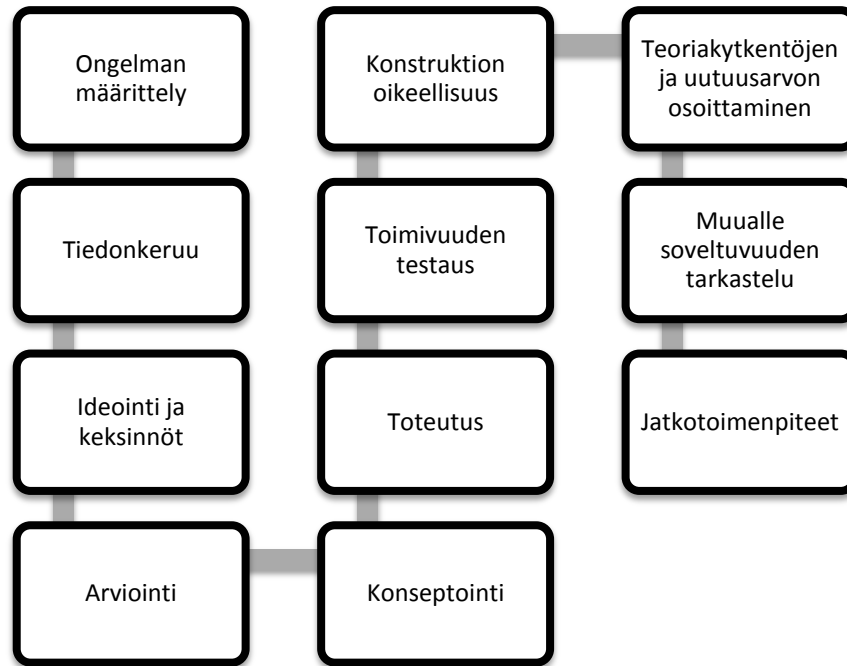 Ongelman
määrittely
Tiedonkeruu
Ideointi ja
keksinnöt
Arviointi
Konseptointi
Toteutus
Toimivuuden
testaus
Konstruktion
oikeellisuus
Teoriakytkentöjen
ja uutuusarvon
osoittaminen
Muualle
soveltuvuuden
tarkastelu
Jatkotoimenpiteet